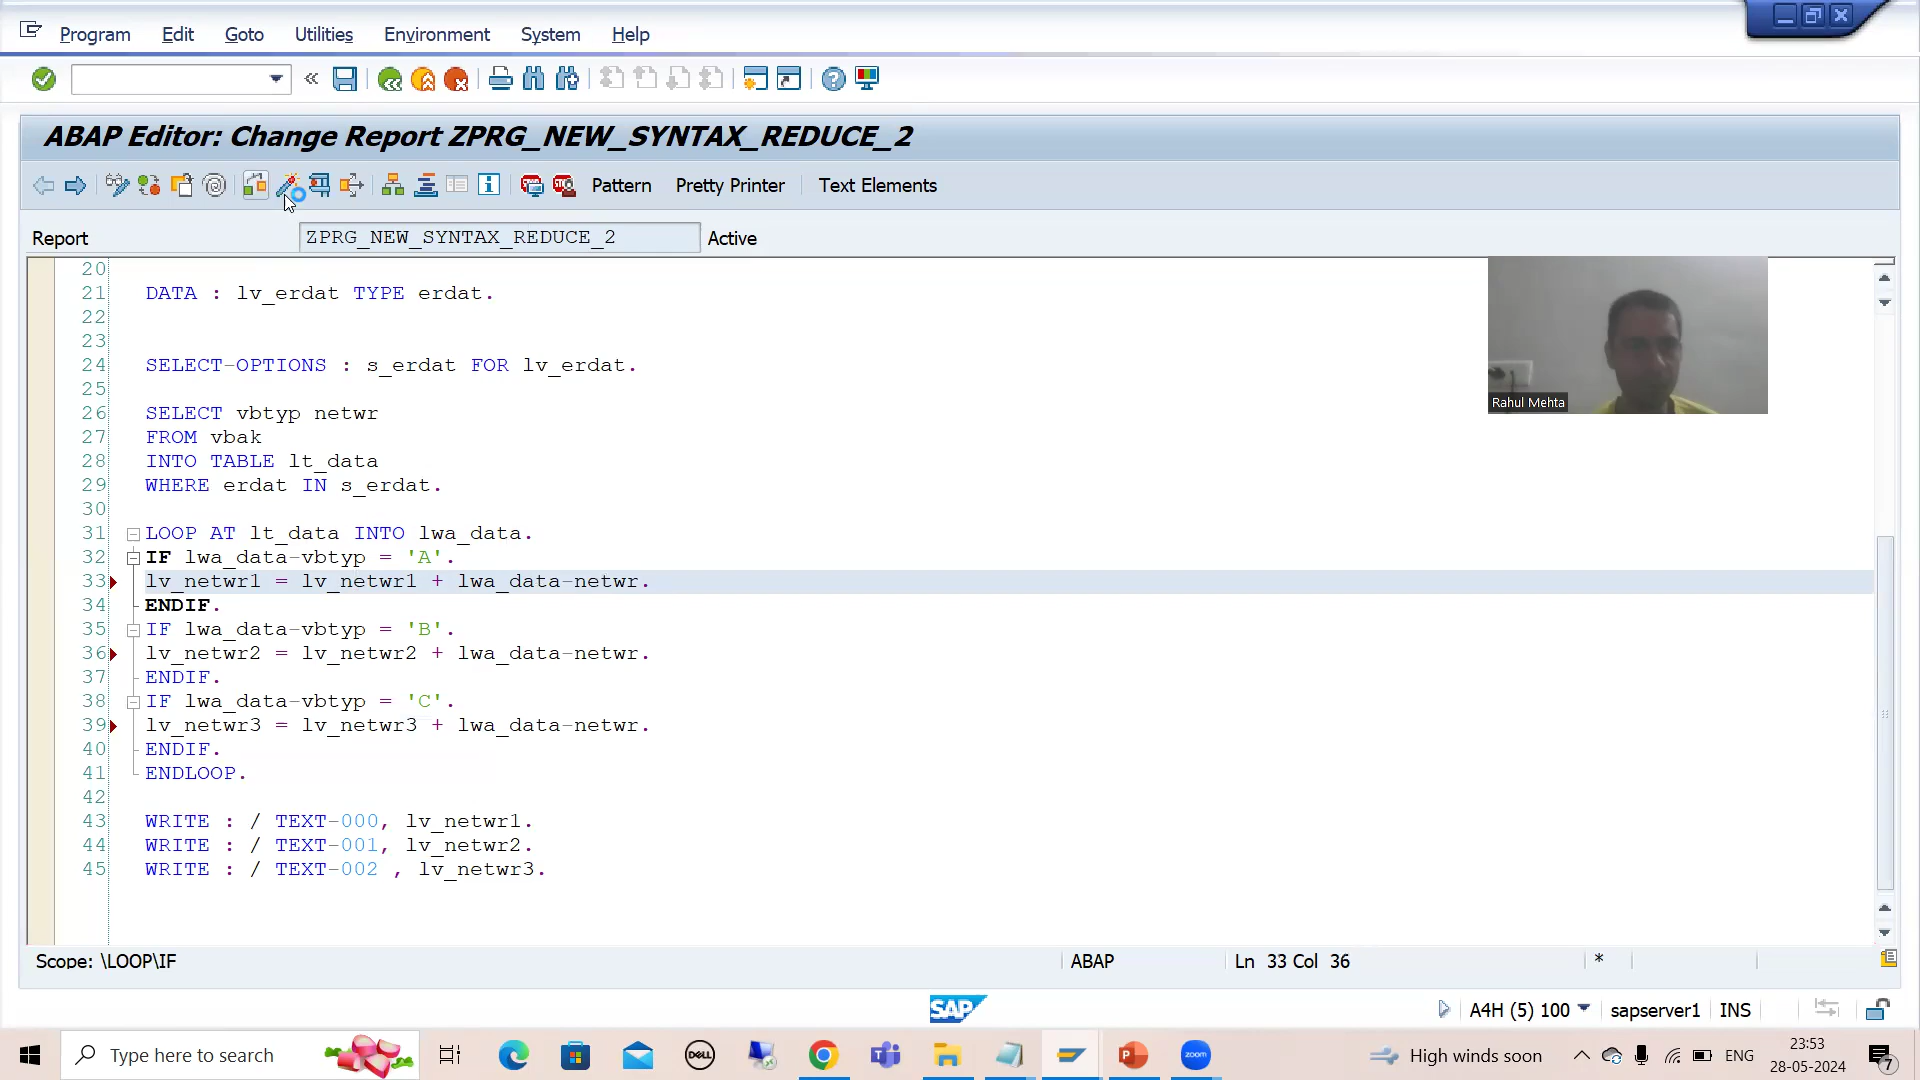 Program Edit Goto Utilities Environment System Help
ABAP Editor: Change Report ZPRG_NEW_SYNTAX_REDUCE_2
Pattern Pretty Printer Text Elements
Report ZPRG_NEW_SYNTAX_REDUCE_2 Active
20
21 DATA : lv_erdat TYPE erdat.
22
23
24 SELECT-OPTIONS : s_erdat FOR lv_erdat.
25
26 SELECT vbtyp netwr
27 FROM vbak
28 INTO TABLE lt_data
29 WHERE erdat IN s_erdat.
30
31 LOOP AT lt_data INTO lwa_data.
32 IF lwa_data-vbtyp = 'A'.
33 lv_netwr1 = lv_netwr1 + lwa_data-netwr.
34 ENDIF.
35 IF lwa_data-vbtyp = 'B'.
36 lv_netwr2 = lv_netwr2 + lwa_data-netwr.
37 ENDIF.
38 IF lwa_data-vbtyp = 'C'.
39 lv_netwr3 = lv_netwr3 + lwa_data-netwr.
40 ENDIF.
41 ENDLOOP.
42
43 WRITE : / TEXT-000, lv_netwr1.
44 WRITE : / TEXT-001, lv_netwr2.
45 WRITE : / TEXT-002 , lv_netwr3.
Rahul Mehta
Scope: \LOOP\IF ABAP Ln 33 Col 36 *
SAP A4H (5) 100 sapserver1 INS
Type here to search DELL zoom High winds soon ENG 23:53
28-05-2024 7